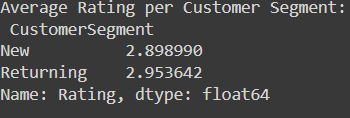 Average Rating per Customer Segment:
CustomerSegment
New 2.898990
Returning 2.953642
Name: Rating, dtype: float64